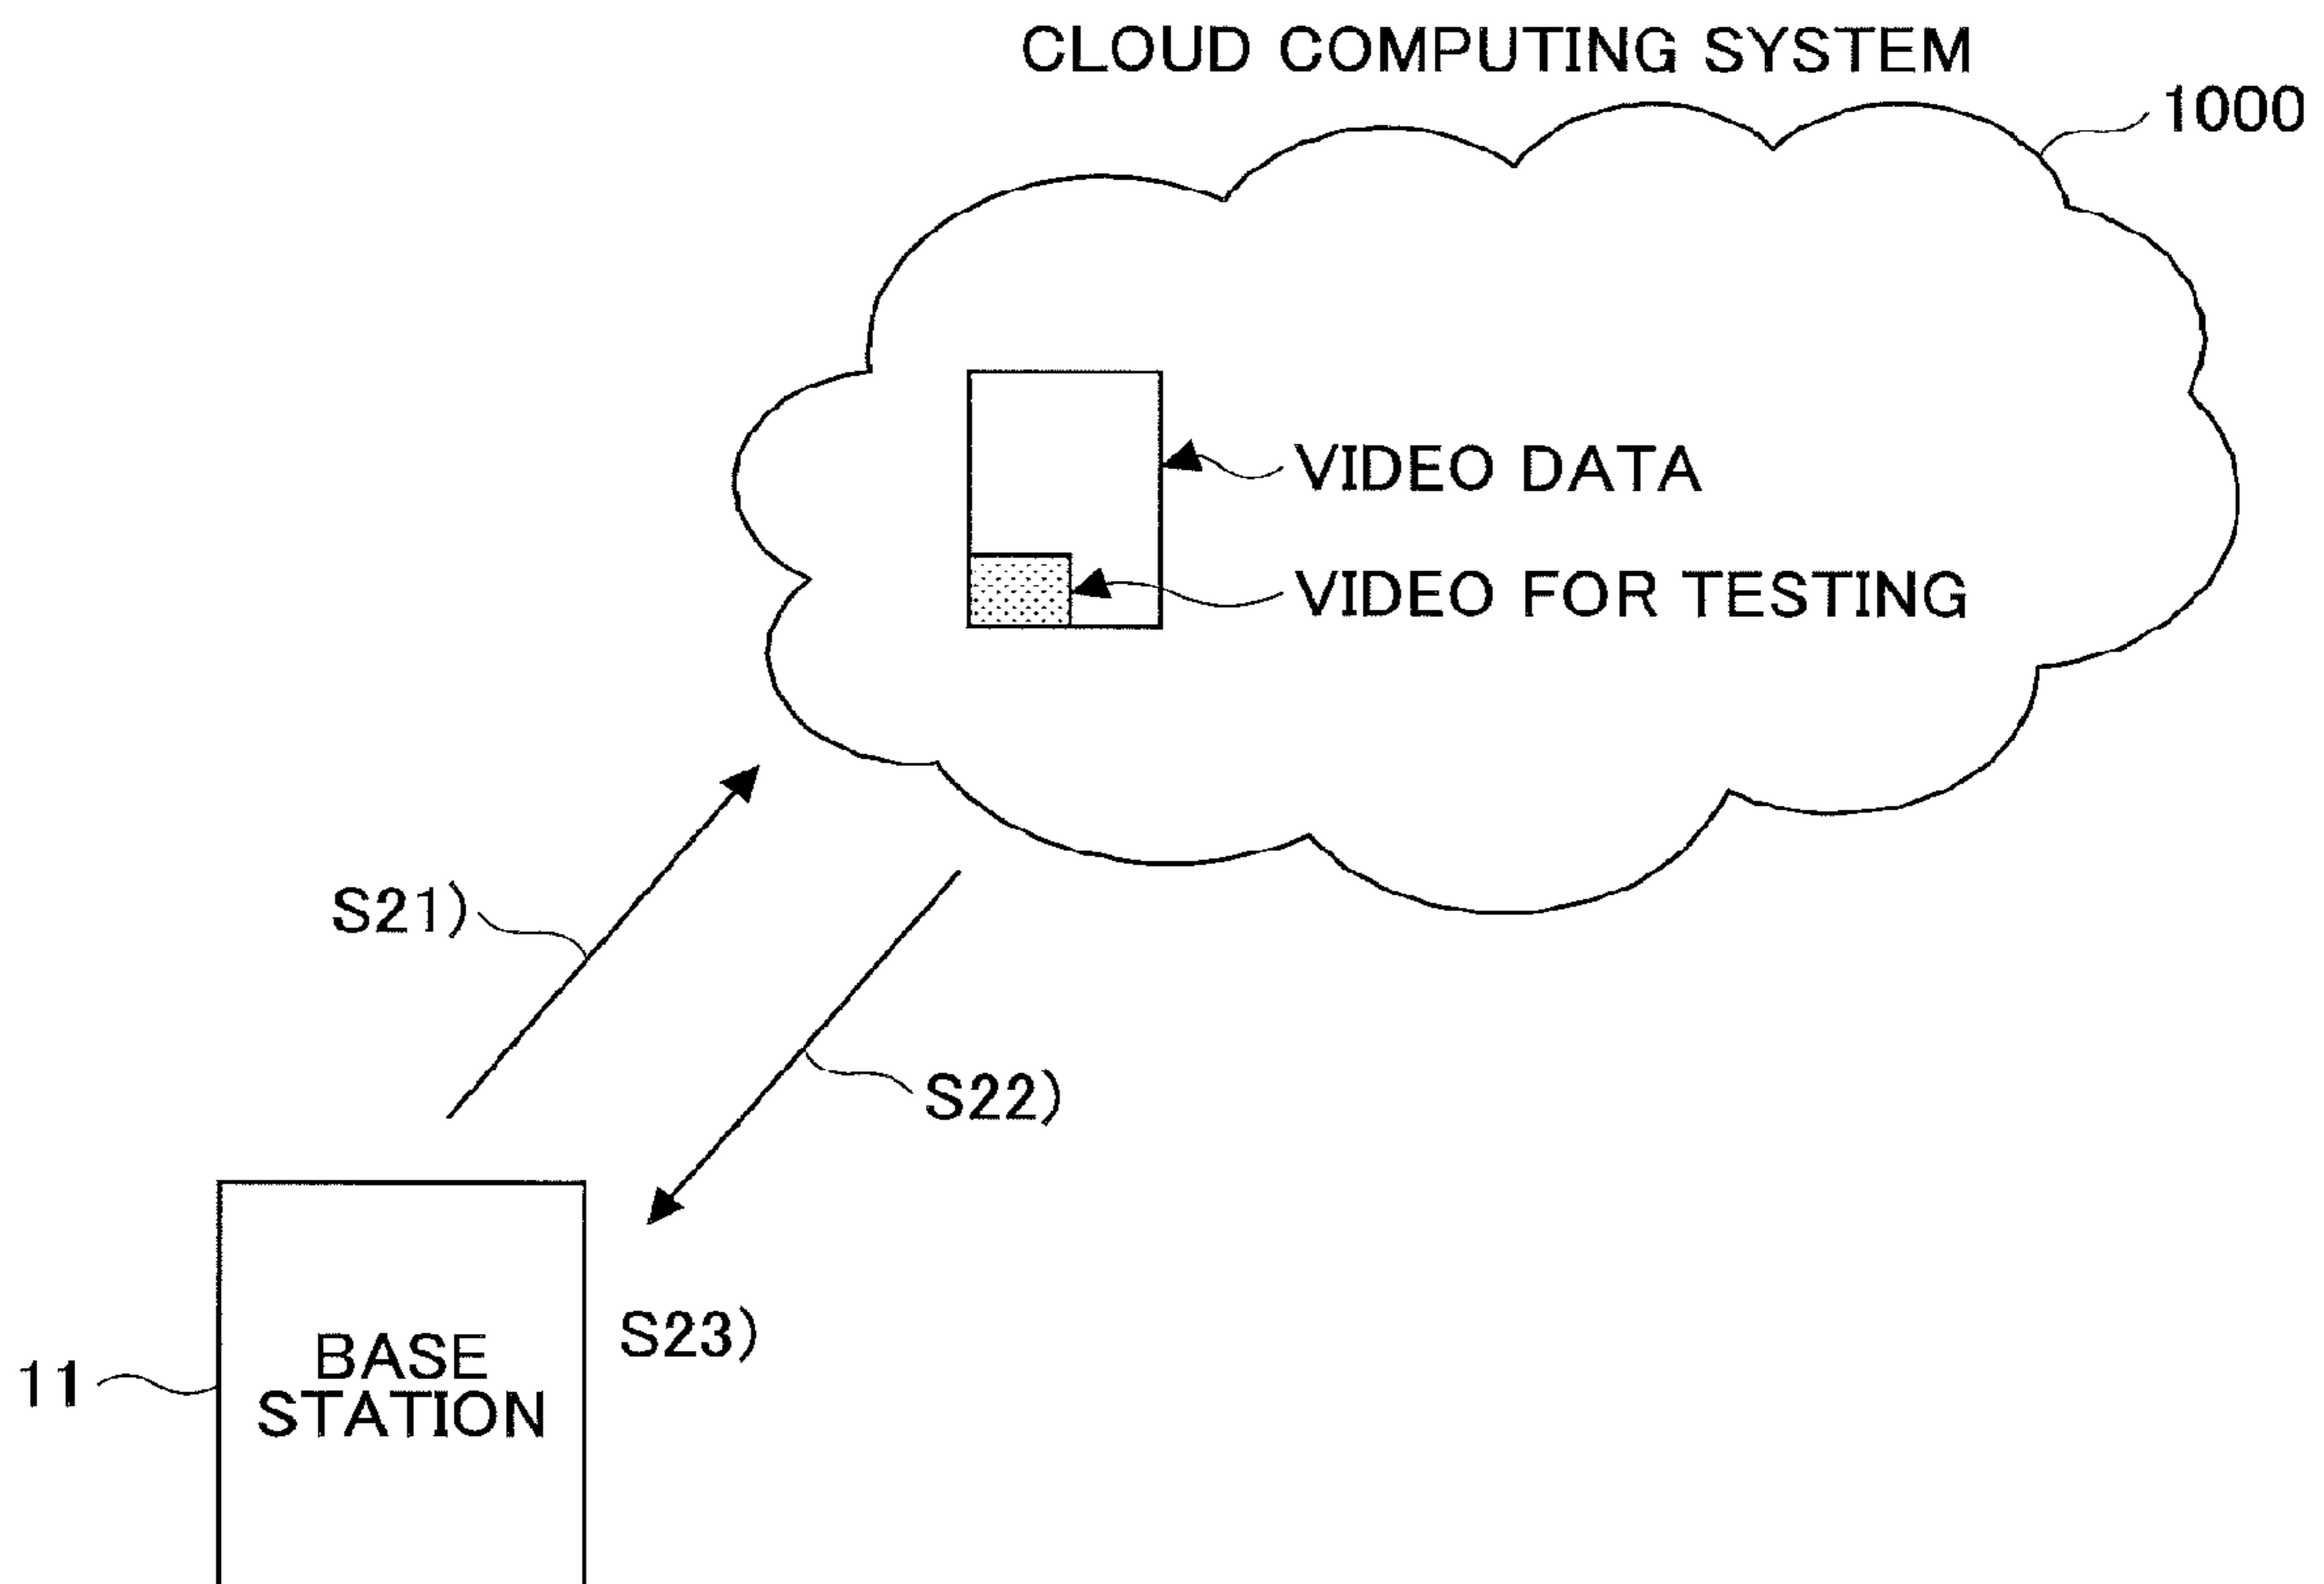 CLOUD COMPUTING SYSTEM
1000
VIDEO DATA
VIDEO FOR TESTING
S21)
S22)
S23)
11
BASE
STATION